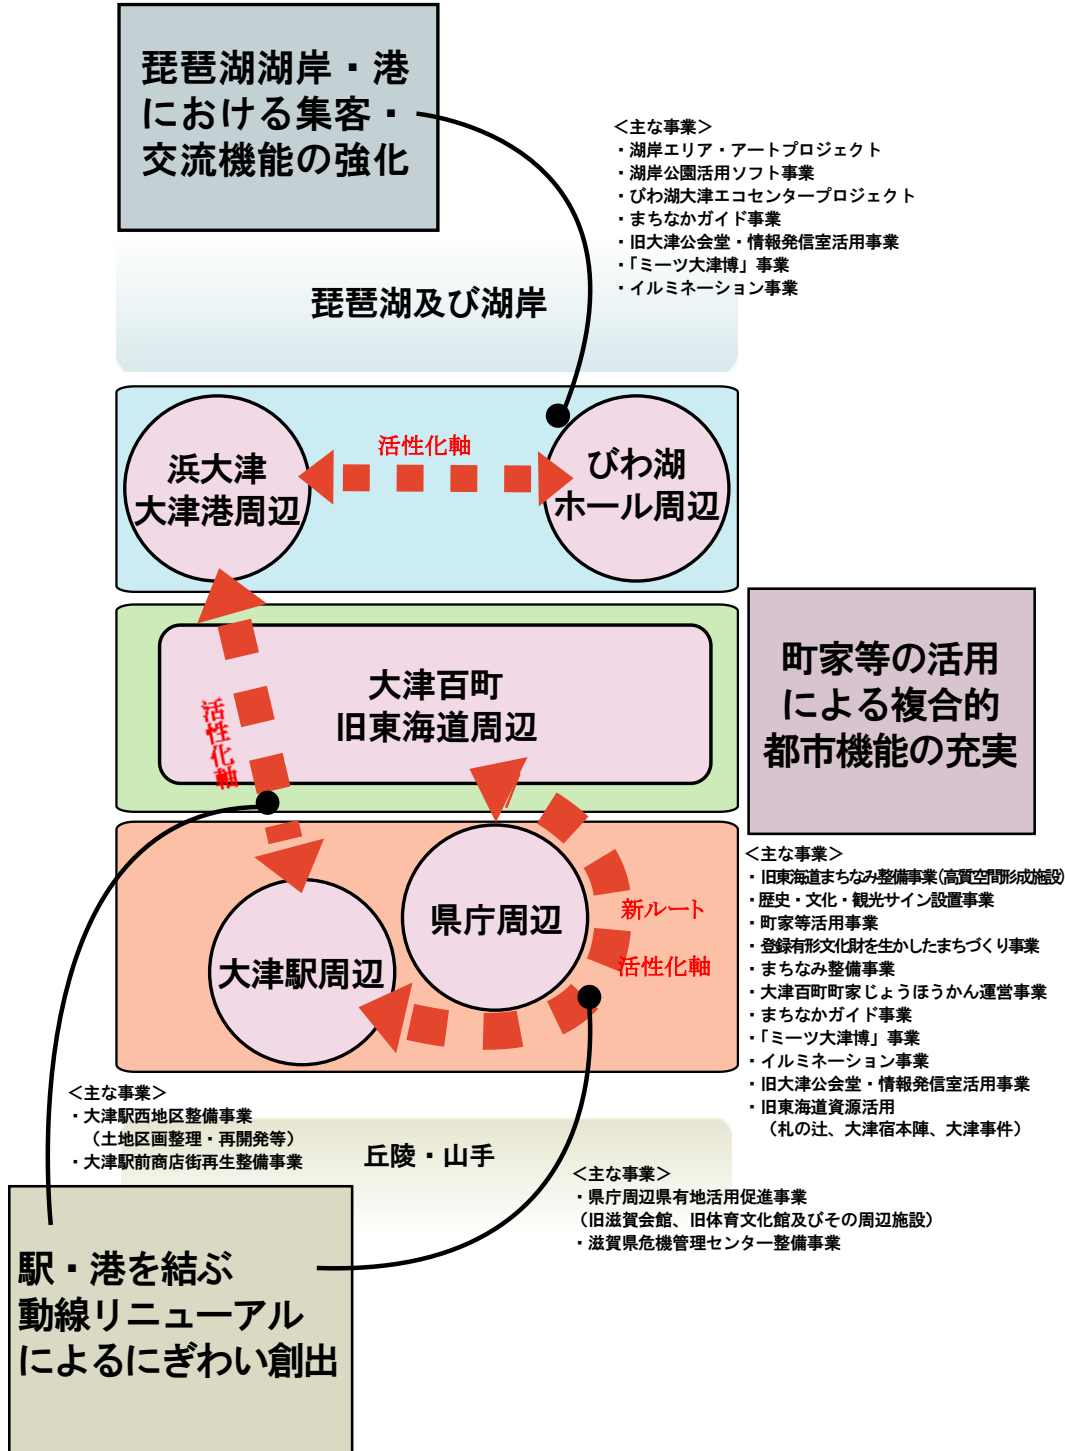 琵琶湖湖岸・港
における集客・
交流機能の強化
＜主な事業＞
・湖岸エリア・アートプロジェクト
・湖岸公園活用ソフト事業
・びわ湖大津エコセンタープロジェクト
・まちなかガイド事業
・旧大津公会堂・情報発信室活用事業
・「ミーツ大津博」事業
・イルミネーション事業
琵琶湖及び湖岸
活性化軸
浜大津
大津港周辺
びわ湖
ホール周辺
大津百町
旧東海道周辺
活性化軸
町家等の活用
による複合的
都市機能の充実
＜主な事業＞
・旧東海道まちなみ整備事業（高質空間形成施設）
・歴史・文化・観光サイン設置事業
・町家等活用事業
・登録有形文化財を生かしたまちづくり事業
・まちなみ整備事業
・大津百町町家じょうほうかん運営事業
・まちなかガイド事業
・「ミーツ大津博」事業
・イルミネーション事業
・旧大津公会堂・情報発信室活用事業
・旧東海道資源活用
（札の辻、大津宿本陣、大津事件）
県庁周辺
新ルート
活性化軸
大津駅周辺
＜主な事業＞
・大津駅西地区整備事業
（土地区画整理・再開発等）
・大津駅前商店街再生整備事業
丘陵・山手
＜主な事業＞
・県庁周辺県有地活用促進事業
（旧滋賀会館、旧体育文化館及びその周辺施設）
・滋賀県危機管理センター整備事業
駅・港を結ぶ
動線リニューアル
によるにぎわい創出